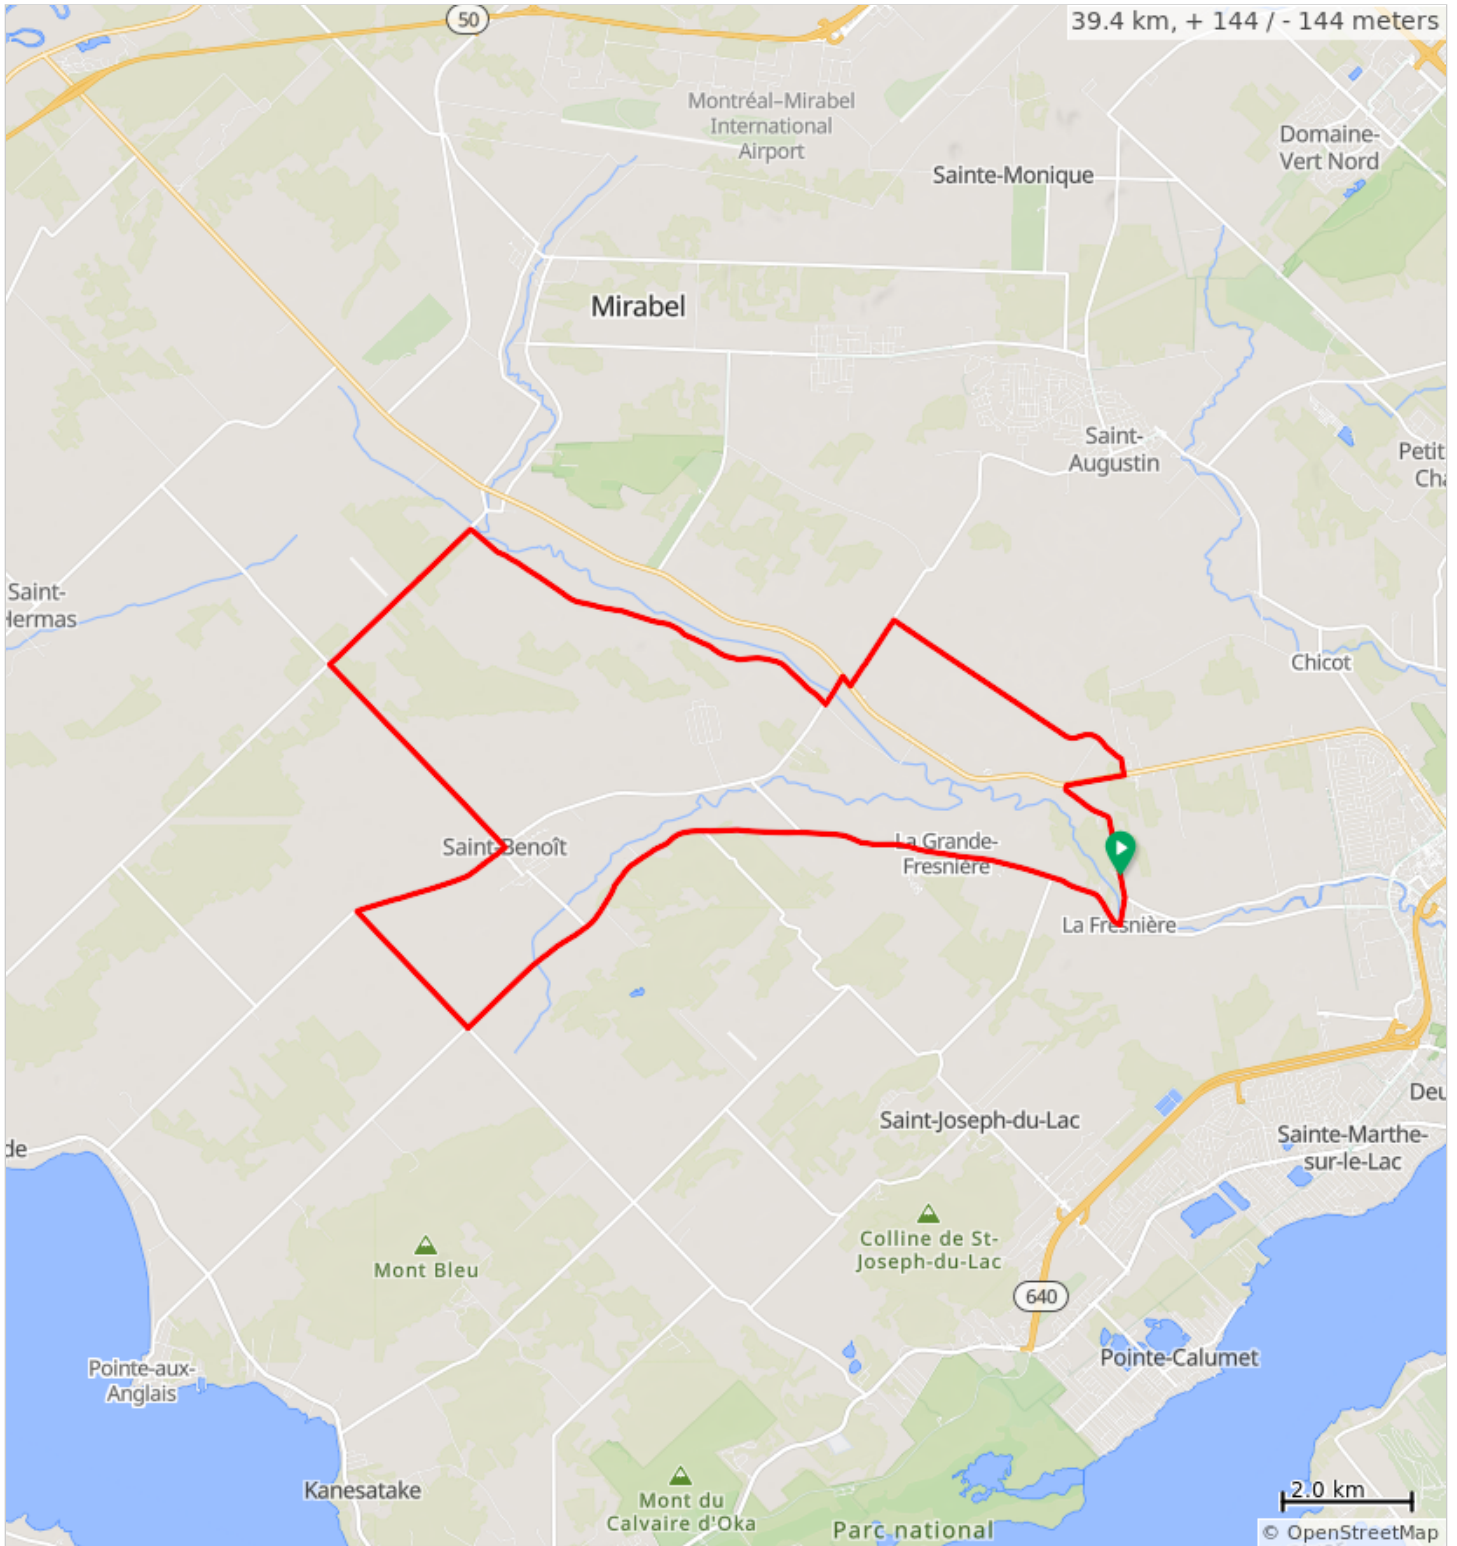 50
39.4 km, + 144 / - 144 meters
Montréal–Mirabel
International
Airport
Domaine-
Vert Nord
Sainte-Monique
Mirabel
Saint-
Augustin
Petit
Cha
Saint-
Hermas
Chicot
Saint-Benoît
La Grande-
Fresnière
La Fresnière
Saint-Joseph-du-Lac
Deu
Sainte-Marthe-
sur-le-Lac
de
Colline de St-
Joseph-du-Lac
Mont Bleu
640
Pointe-aux-
Anglais
Pointe-Calumet
Kanesatake
Mont du
Calvaire d'Oka
Parc national
2.0 km
© OpenStreetMap